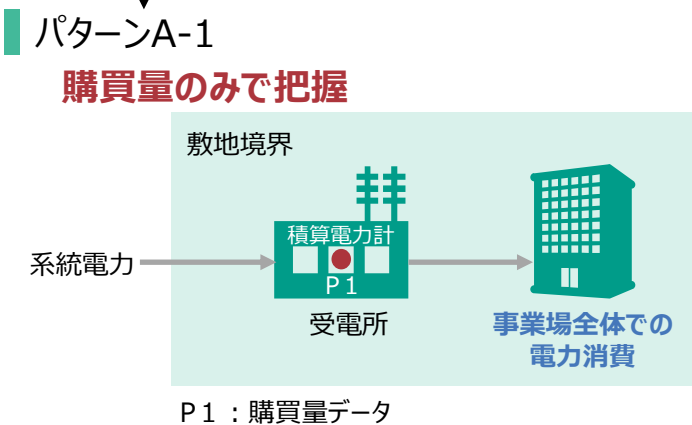 パターンA-1
購買量のみで把握
敷地境界
積算電力計
系統電力
P1
受電所
事業場全体での
電力消費
P1：購買量データ